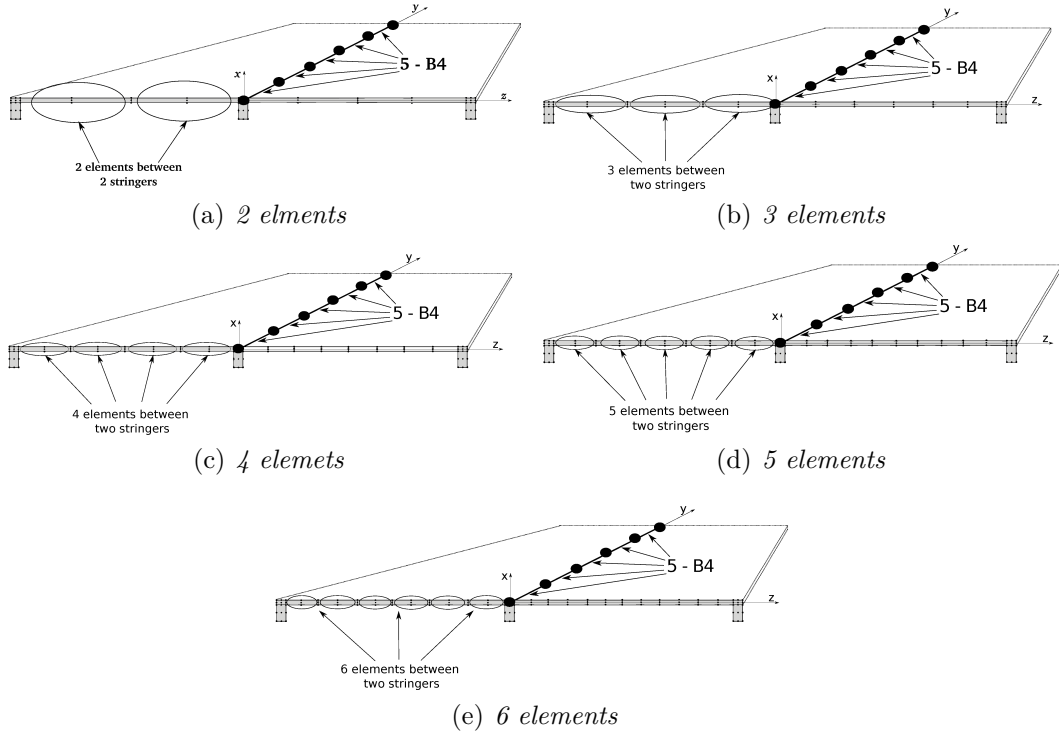 y
5 - B4
x
z
2 elements between
2 stringers
(a) 2 elments
y
5 - B4
x
z
3 elements between
two stringers
(b) 3 elements
y
5 - B4
x
z
4 elements between
two stringers
(c) 4 elemets
y
5 - B4
x
z
5 elements between
two stringers
(d) 5 elements
y
5 - B4
x
z
6 elements between
two stringers
(e) 6 elements